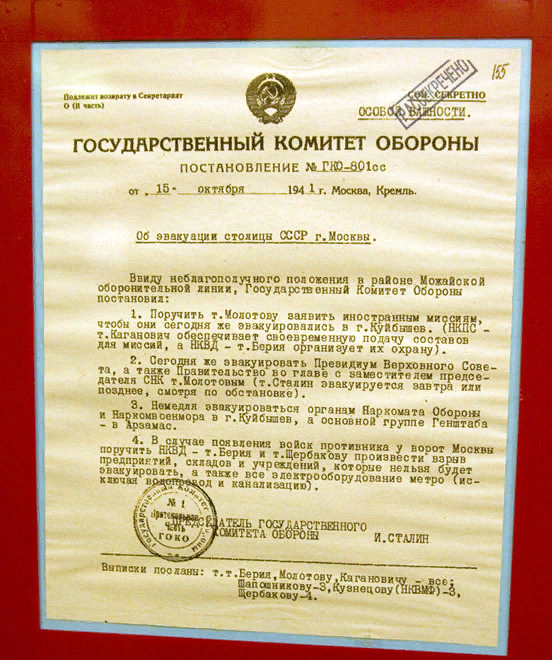 155
Подлежит возврату в Секретариат
О (II часть)
РАССЕКРЕЧЕНО
СОВ. СЕКРЕТНО
ОСОБОЙ ВАЖНОСТИ.
ГОСУДАРСТВЕННЫЙ КОМИТЕТ ОБОРОНЫ
ПОСТАНОВЛЕНИЕ № ГКО-801сс
от 15- октября 1941 г. Москва, Кремль.
Об эвакуации столицы СССР г.Москвы.
Ввиду неблагополучного положения в районе Можайской
оборонительной линии, Государственный Комитет Обороны
постановил:
1. Поручить т.Молотову заявить иностранным миссиям,
чтобы они сегодня же эвакуировались в г.Куйбышев. (НКПС -
т.Каганович обеспечивает своевременную подачу составов
для миссий, а НКВД - т.Берия организует их охрану).
2. Сегодня же эвакуировать Президиум Верховного Сове-
та, а также Правительство во главе с заместителем предсе-
дателя СНК т.Молотовым (т.Сталин эвакуируется завтра или
позднее, смотря по обстановке).
3. Немедля эвакуироваться органам Наркомата Обороны
и Наркомвоенмора в г.Куйбышев, а основной группе Генштаба
- в Арзамас.
4. В случае появления войск противника у ворот Москвы
поручить НКВД - т.Берия и т.Щербакову произвести взрыв
предприятий, складов и учреждений, которые нельзя будет
эвакуировать, а также все электрооборудование метро (ис-
ключая водопровод и канализацию).
ПРЕДСЕДАТЕЛЬ ГОСУДАРСТВЕННОГО
КОМИТЕТА ОБОРОНЫ И.СТАЛИН
Государственный Комитет Обороны
№ 1
Протокольная
часть
ГОКО
Выписки посланы: т.т.Берия, Молотову, Кагановичу - все;
Шапошникову-3, Кузнецову(НКВМФ)-3,
Щербакову-4.